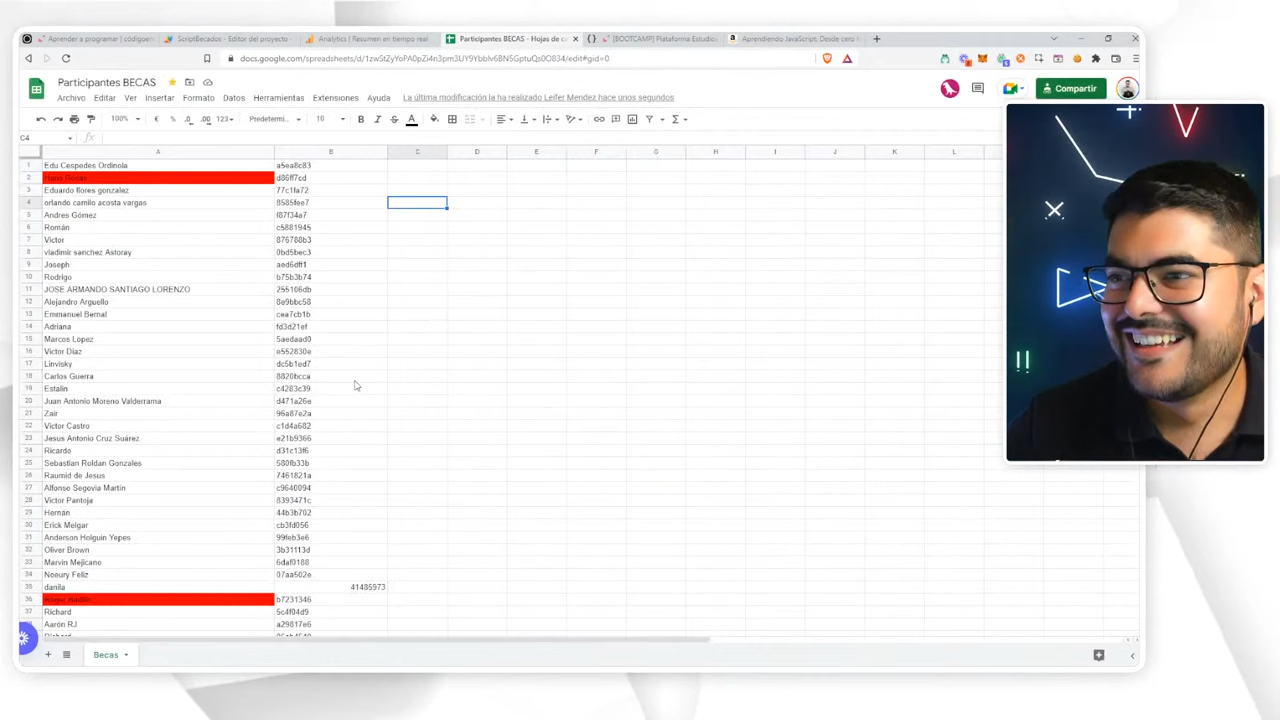 Aprender a programar | códigoen
ScriptBecados - Editor del proyecto -
Analytics | Resumen en tiempo real
Participantes BECAS - Hojas de c
[BOOTCAMP] Plataforma Estudios
Aprendiendo JavaScript: Desde cero
docs.google.com/spreadsheets/d/1zwStZyYoPA0pZi4n3pm3UY9Ybblv6BN5GptuQs0O834/edit#gid=0
Participantes BECAS
Archivo Editar Ver Insertar Formato Datos Herramientas Extensiones Ayuda
La última modificación la ha realizado Leifer Mendez hace unos segundos
Compartir
100% € % .0 .00 123 Predetermi... 10
C4
A B C D E F G H I J K L
1 Edu Cespedes Ordinola a5ea8c83
2 d86ff7cd
3 Eduardo flores gonzalez 77c1fa72
4 orlando camilo acosta vargas 8585fee7
5 Andres Gómez f87f34a7
6 Román c5881945
7 Victor 876788b3
8 vladimir sanchez Astoray 0bd5bec3
9 Joseph aed6dff1
10 Rodrigo b75b3b74
11 JOSE ARMANDO SANTIAGO LORENZO 255106db
12 Alejandro Arguello 8e9bbc58
13 Emmanuel Bernal cea7cb1b
14 Adriana fd3d21ef
15 Marcos Lopez 5aedaad0
16 Victor Diaz e552830e
17 Linvisky dc5b1ed7
18 Carlos Guerra 8820bcca
19 Estalin c4283c39
20 Juan Antonio Moreno Valderrama d471a26e
21 Zair 96a87e2a
22 Victor Castro c1d4a682
23 Jesus Antonio Cruz Suárez e21b9366
24 Ricardo d31c13f6
25 Sebastian Roldan Gonzales 580fb33b
26 Raumid de Jesus 7461821a
27 Alfonso Segovia Martin c9640094
28 Victor Pantoja 8393471c
29 Hernán 44b3b702
30 Erick Melgar cb3fd056
31 Anderson Holguin Yepes 99feb3e6
32 Oliver Brown 3b31113d
33 Marvin Mejicano 6daf0188
34 Noeury Feliz 07aa502e
35 danila 41485973
36 b7231346
37 Richard 5c4f04d9
Aarón RJ a29817e6
Becas